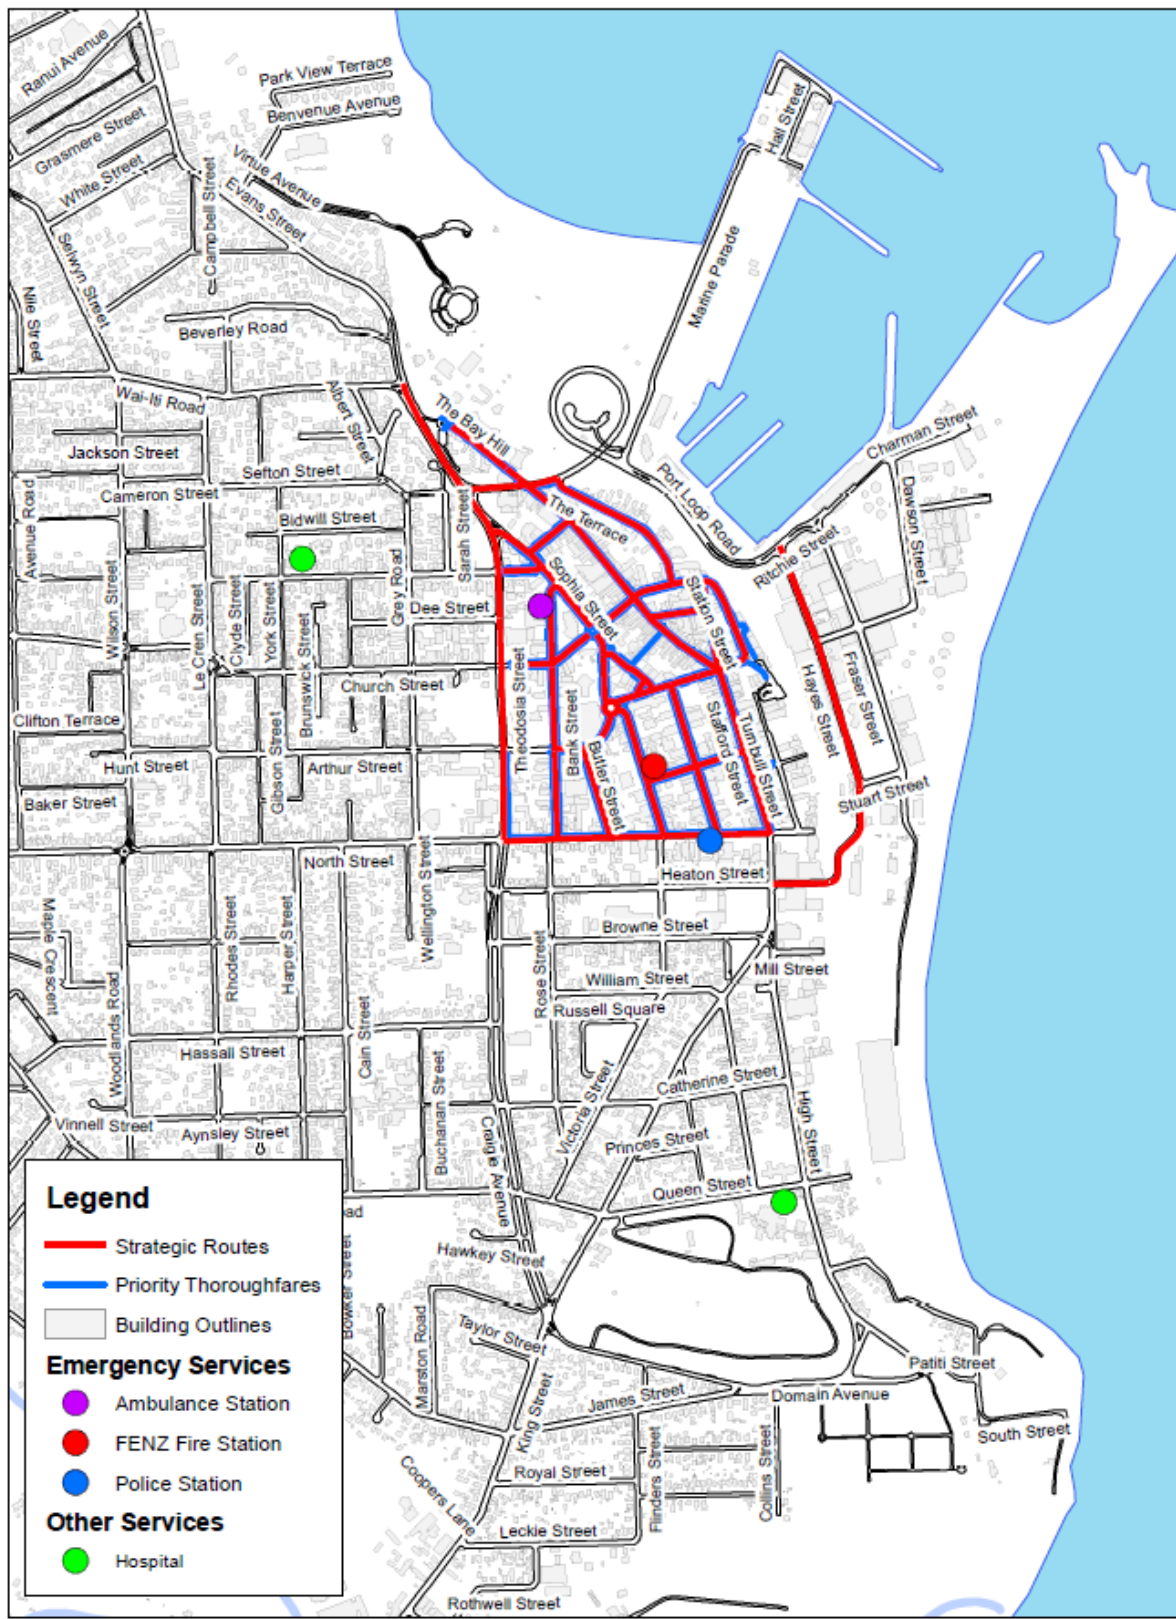 Ranui Avenue
Park View Terrace
Benvenue Avenue
Hall Street
Grasmere Street
White Street
Virtue Avenue
Evans Street
Campbell Street
Selwyn Street
Marine Parade
Nile Street
Beverley Road
Wai-Iti Road
Albert Street
The Bay Hill
Charman Street
Jackson Street
Sefton Street
Cameron Street
Port Loop Road
Dawson Street
Avenue Road
Bidwill Street
Sarah Street
The Terrace
Ritchie Street
Wilson Street
Le Cren Street
Clyde Street
York Street
Brunswick Street
Grey Road
Dee Street
Sophia Street
Station Street
Church Street
Theodosia Street
Hayes Street
Fraser Street
Clifton Terrace
Gibson Street
Bank Street
Butler Street
Stafford Street
Turnbull Street
Hunt Street
Arthur Street
Baker Street
Stuart Street
North Street
Wellington Street
Heaton Street
Maple Crescent
Rhodes Street
Harper Street
Browne Street
Rose Street
William Street
Mill Street
Russell Square
Woodlands Road
Hassall Street
Cain Street
Buchanan Street
Catherine Street
Victoria Street
High Street
Vinnell Street
Aynsley Street
Craigie Avenue
Princes Street
Queen Street
Legend
Strategic Routes
Priority Thoroughfares
Building Outlines
Emergency Services
Ambulance Station
FENZ Fire Station
Police Station
Other Services
Hospital
oad
Bowker Street
Hawkey Street
Marston Road
Taylor Street
King Street
James Street
Patiti Street
Domain Avenue
South Street
Coopers Lane
Royal Street
Flinders Street
Collins Street
Leckie Street
Rothwell Street